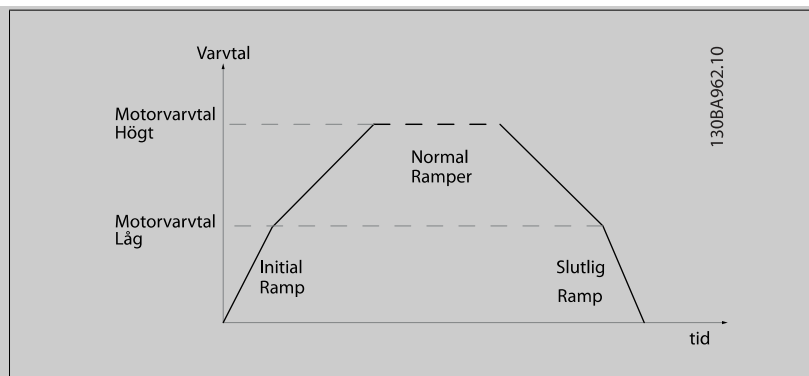 Varvtal
130BA962.10
Motorvarvtal
Högt
Normal
Ramper
Motorvarvtal
Låg
Initial
Ramp
Slutlig
Ramp
tid